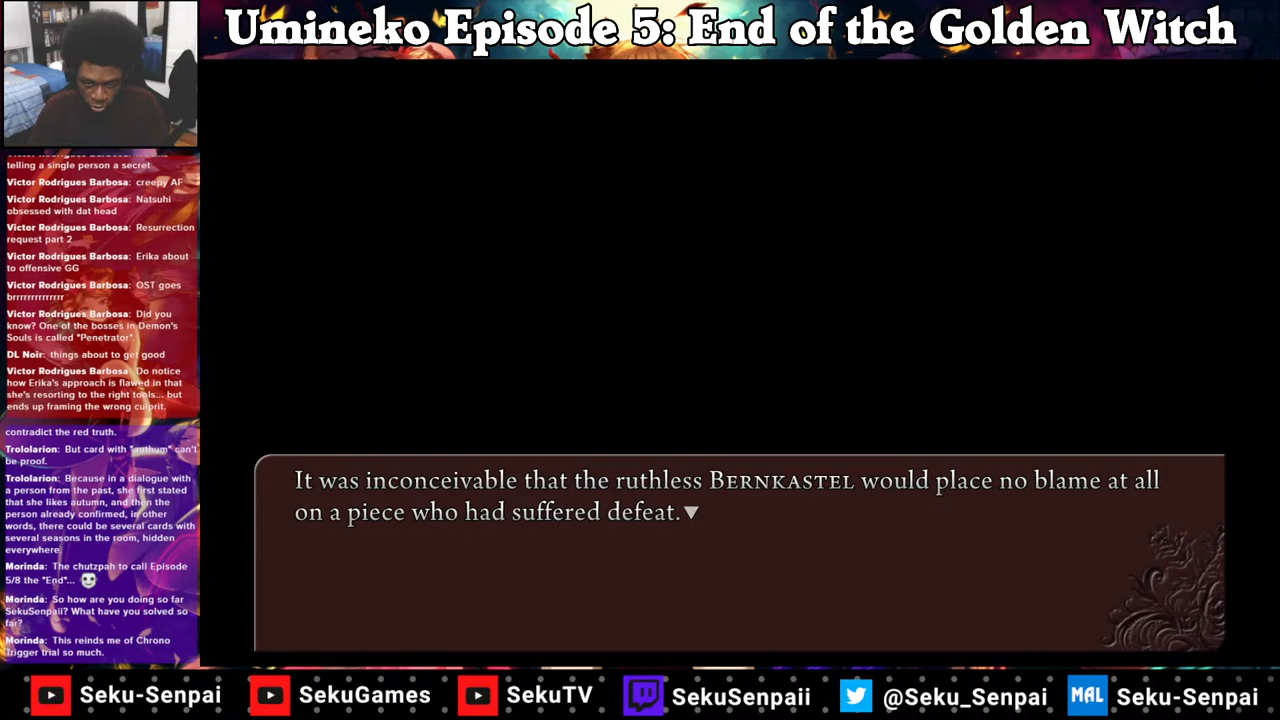 Umineko Episode 5: End of the Golden Witch
telling a single person a secret
Victor Rodrigues Barbosa: creepy AF
Victor Rodrigues Barbosa: Natsuhi
obsessed with dat head
Victor Rodrigues Barbosa: Resurrection
request part 2
Victor Rodrigues Barbosa: Erika about
to offensive GG
Victor Rodrigues Barbosa: OST goes
brrrrrrrrrrrrr
Victor Rodrigues Barbosa: Did you
know? One of the bosses in Demon's
Souls is called "Penetrator".
DL Noir: things about to get good
Victor Rodrigues Barbosa: Do notice
how Erika's approach is flawed in that
she's resorting to the right tools... but
ends up framing the wrong culprit.
contradict the red truth.
Trololarion: But card with "authum" can't
be proof.
Trololarion: Because in a dialogue with
a person from the past, she first stated
that she likes autumn, and then the
person already confirmed, in other
words, there could be several cards with
several seasons in the room, hidden
everywhere.
Morinda: The chutzpah to call Episode
5/8 the "End"...
Morinda: So how are you doing so far
SekuSenpaii? What have you solved so
far?
Morinda: This reinds me of Chrono
Trigger trial so much.
It was inconceivable that the ruthless BERNKASTEL would place no blame at all
on a piece who had suffered defeat.▼
Seku-Senpai SekuGames SekuTV SekuSenpaii @Seku_Senpai MAL Seku-Senpai